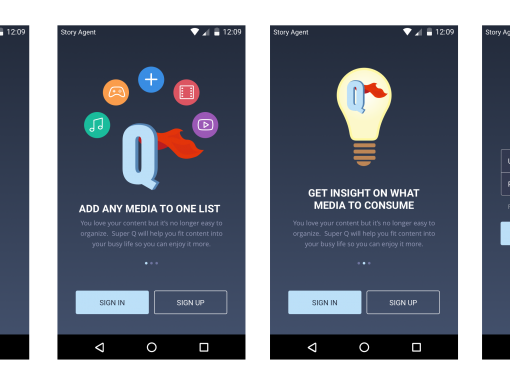 12:09
Story Agent
12:09
Q
ADD ANY MEDIA TO ONE LIST
You love your content but it's no longer easy to
organize. Super Q will help you fit content into
your busy life so you can enjoy it more.
SIGN IN
SIGN UP
Story Agent
12:09
Q
GET INSIGHT ON WHAT
MEDIA TO CONSUME
You love your content but it's no longer easy to
organize. Super Q will help you fit content into
your busy life so you can enjoy it more.
SIGN IN
SIGN UP
Story Ag